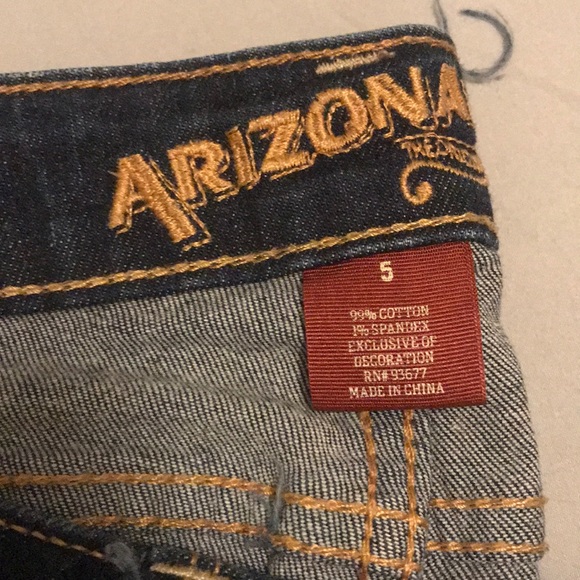 ARIZONA
5
99% COTTON
1% SPANDEX
EXCLUSIVE OF
DECORATION
RN# 93677
MADE IN CHINA